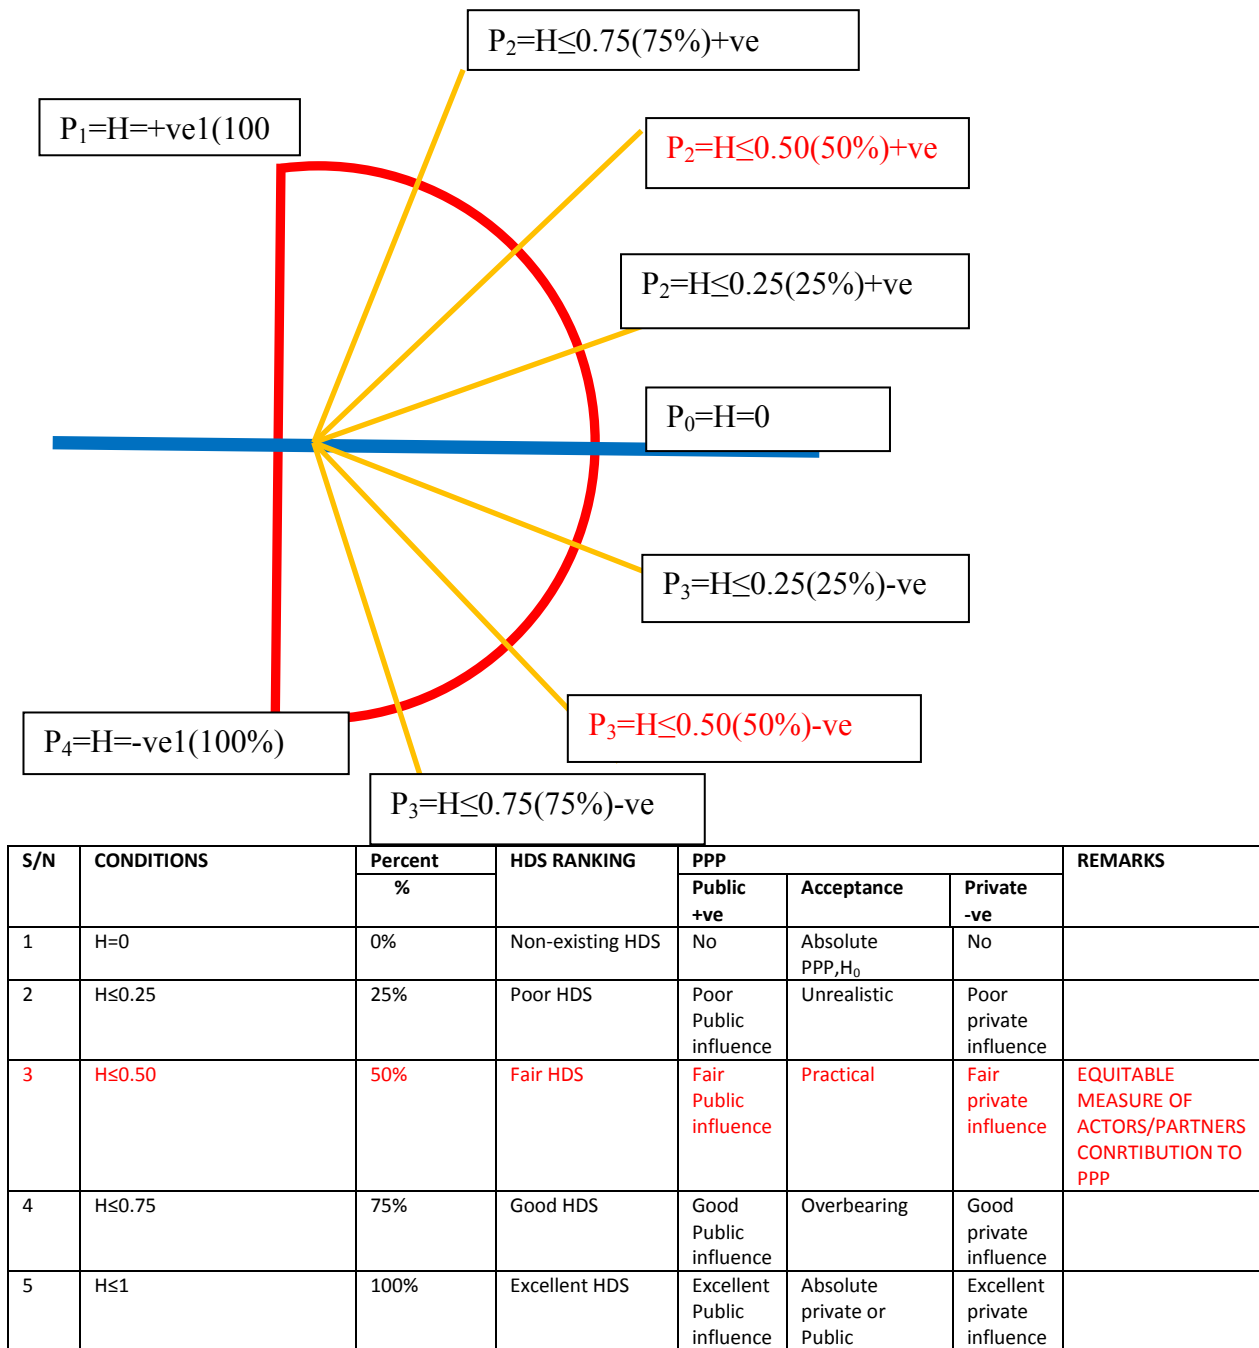 P₂=H≤0.75(75%)+ve
P₁=H=+ve1(100
P₂=H≤0.50(50%)+ve
P₂=H≤0.25(25%)+ve
P₀=H=0
P₃=H≤0.25(25%)-ve
P₃=H≤0.50(50%)-ve
P₄=H=-ve1(100%)
P₃=H≤0.75(75%)-ve
S/N CONDITIONS Percent HDS RANKING PPP REMARKS
% Public Acceptance Private
+ve -ve
1 H=0 0% Non-existing HDS No Absolute No
PPP,H₀
2 H≤0.25 25% Poor HDS Poor Unrealistic Poor
Public private
influence influence
3 H≤0.50 50% Fair HDS Fair Practical Fair EQUITABLE
Public private MEASURE OF
influence influence ACTORS/PARTNERS
CONRTIBUTION TO
PPP
4 H≤0.75 75% Good HDS Good Overbearing Good
Public private
influence influence
5 H≤1 100% Excellent HDS Excellent Absolute Excellent
Public private or private
influence Public influence